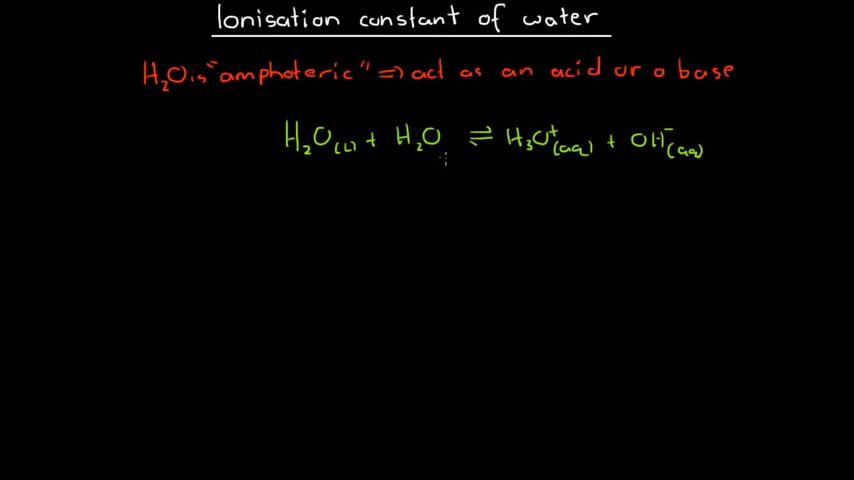 Ionisation constant of water
H₂O is "amphoteric" => act as an acid or a base
H₂O(l) + H₂O ⇌ H₃O⁺(aq) + OH⁻(aq)